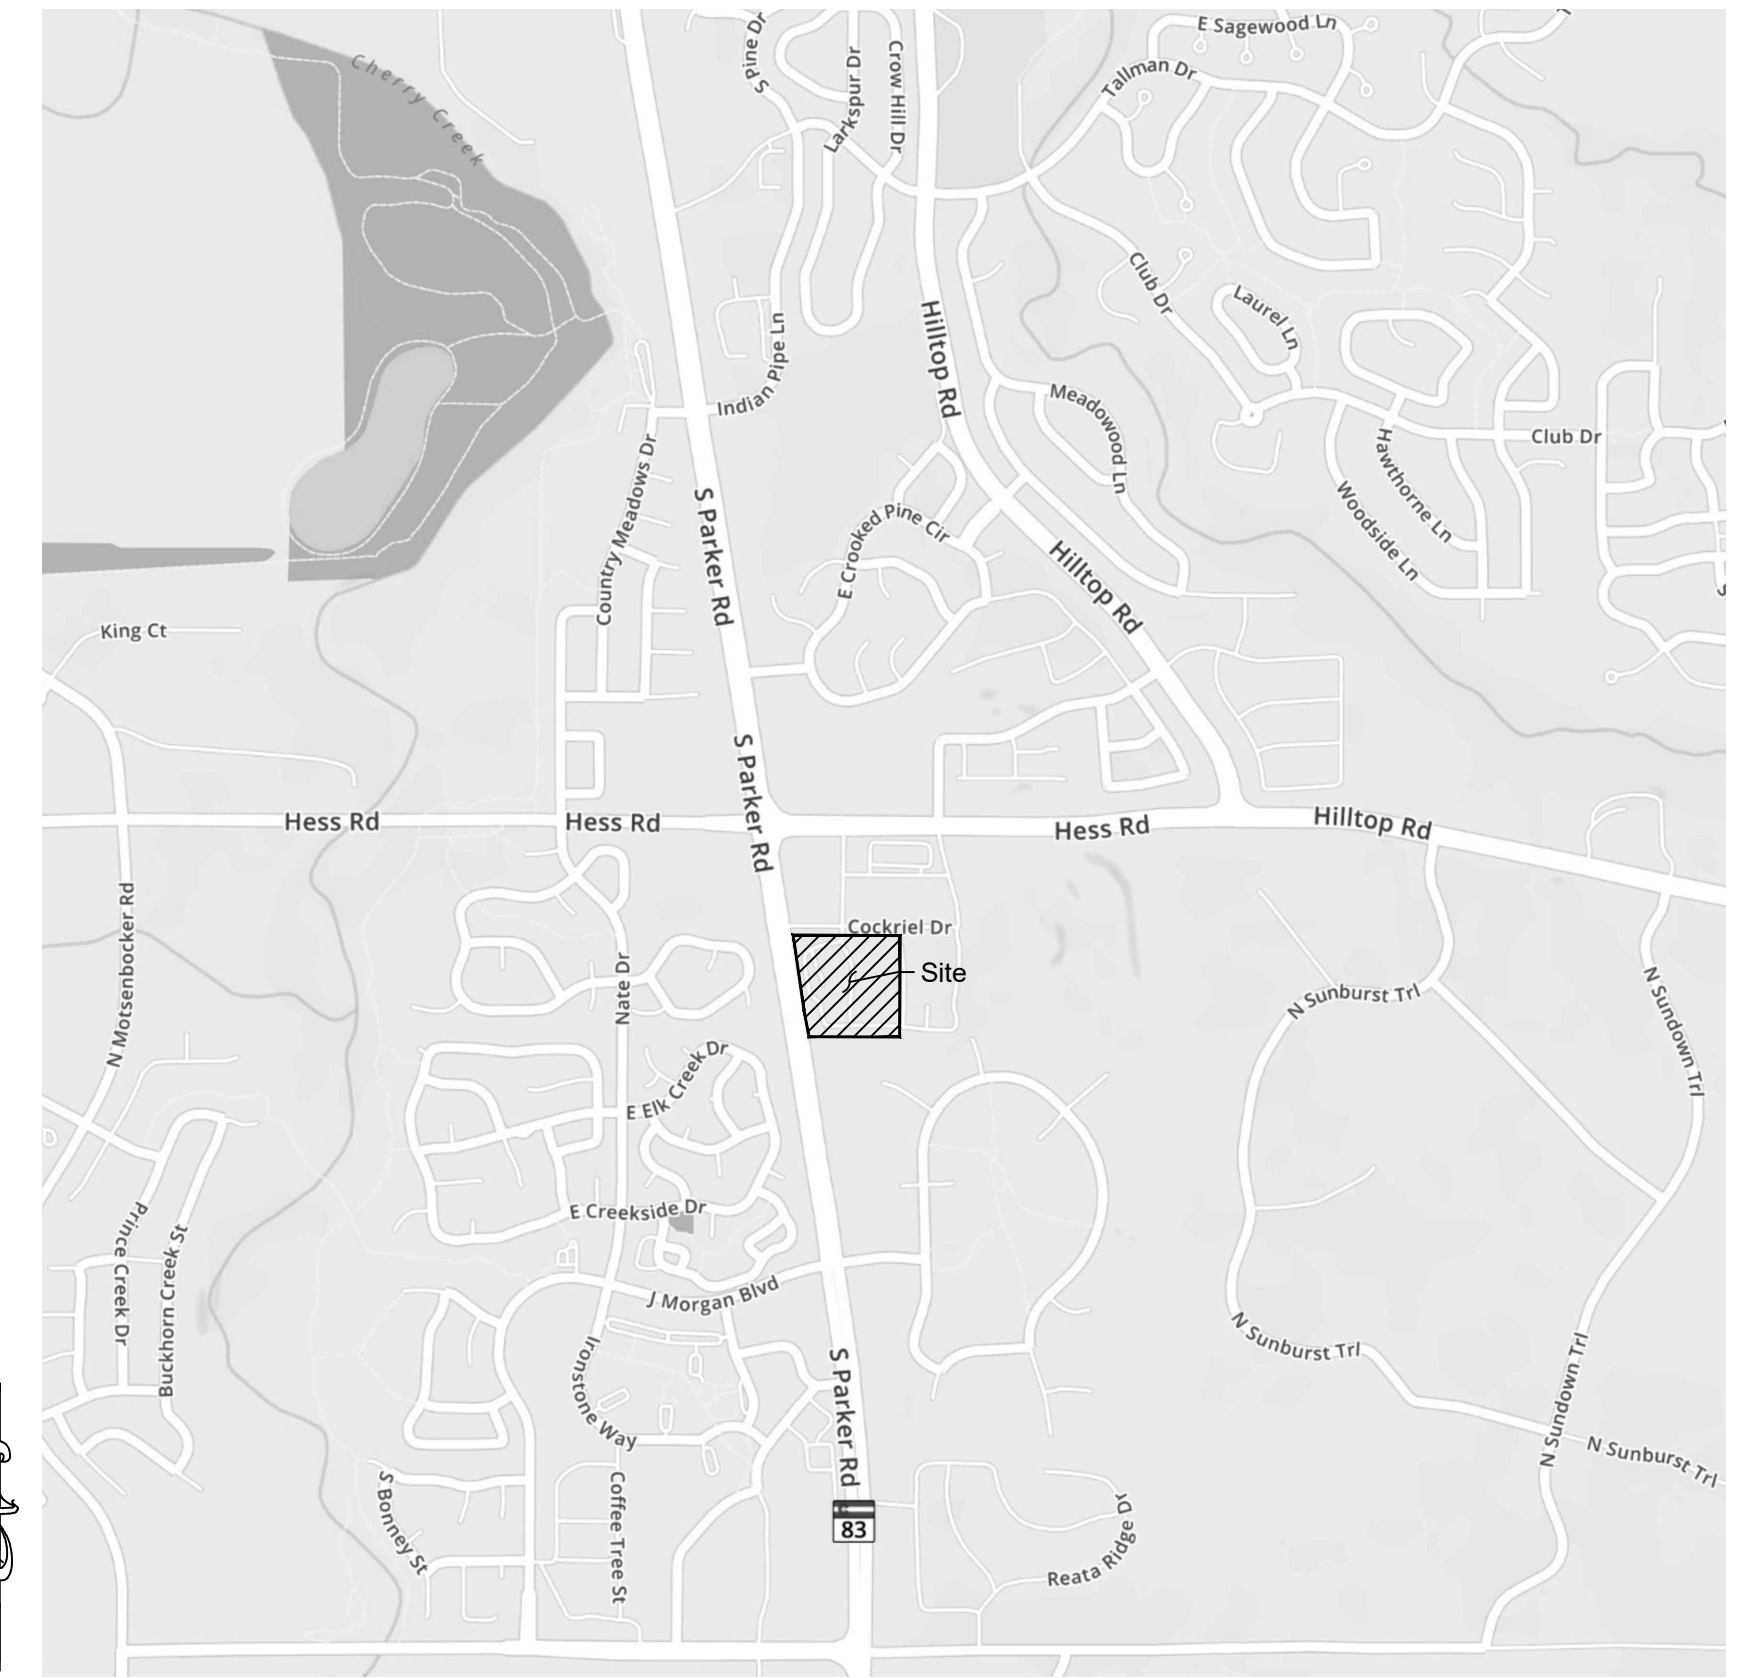 E Sagewood Ln
S Pine Dr
Larkspur Dr
Crow Hill Dr
Tallman Dr
Cherry Creek
Club Dr
Laurel Ln
Hilltop Rd
Indian Pipe Ln
Meadowood Ln
Club Dr
Hawthorne Ln
Woodside Ln
Country Meadows Dr
S Parker Rd
E Crooked Pine Cir
Hilltop Rd
King Ct
S Parker Rd
Hess Rd
Hess Rd
Hess Rd
Hilltop Rd
N Motsenbocker Rd
Cockriel Dr
Site
Nate Dr
N Sunburst Trl
N Sundown Trl
E Elk Creek Dr
E Creekside Dr
Prince Creek Dr
Buckhorn Creek St
J Morgan Blvd
Ironstone Way
S Parker Rd
N Sunburst Trl
N Sundown Trl
N Sunburst Trl
S Bonney St
Coffee Tree St
83
Reata Ridge Dr